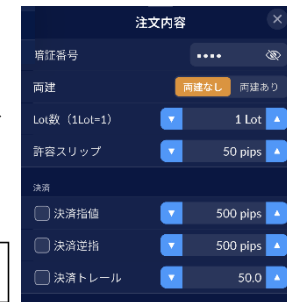 注文内容
暗証番号 ••••
両建 両建なし 両建あり
Lot数（1Lot=1） 1 Lot
許容スリップ 50 pips
決済
決済指値 500 pips
決済逆指 500 pips
決済トレール 50.0